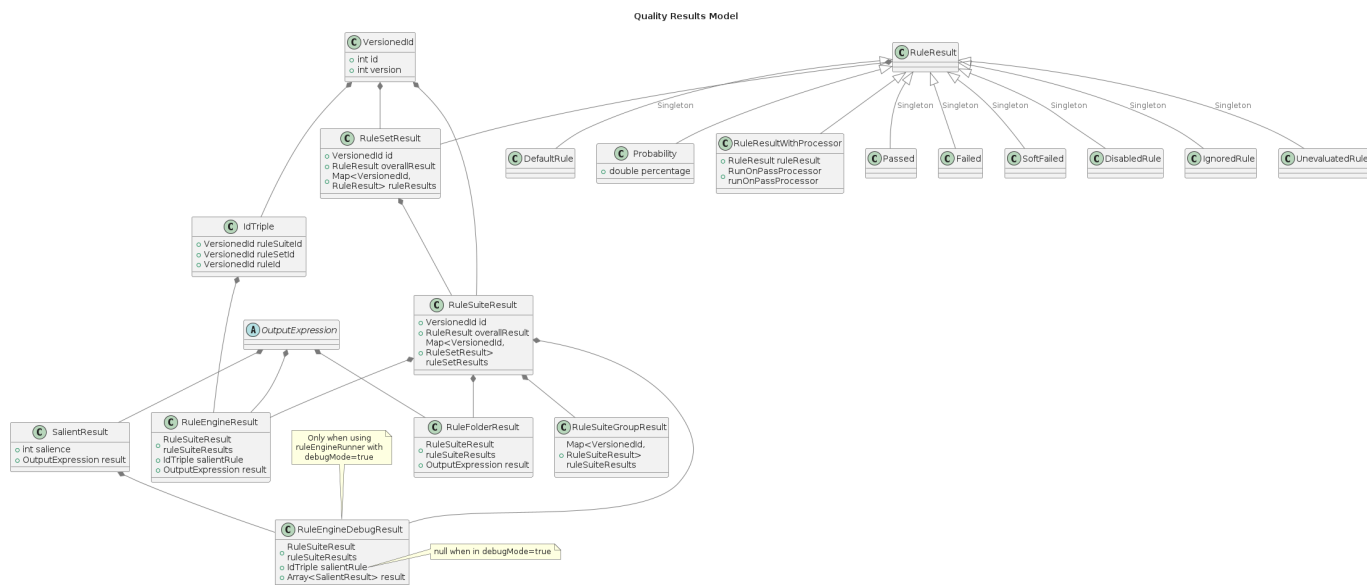 Quality Results Model
C VersionedId
int id
int version
C RuleResult
Singleton
Singleton
Singleton
Singleton
Singleton
Singleton
Singleton
C RuleSetResult
VersionedId id
RuleResult overallResult
Map<VersionedId,
RuleResult> ruleResults
C DefaultRule
C Probability
double percentage
C RuleResultWithProcessor
RuleResult ruleResult
RunOnPassProcessor
runOnPassProcessor
C Passed
C Failed
C SoftFailed
C DisabledRule
C IgnoredRule
C UnevaluatedRule
C IdTriple
VersionedId ruleSuiteId
VersionedId ruleSetId
VersionedId ruleId
C RuleSuiteResult
VersionedId id
RuleResult overallResult
Map<VersionedId,
RuleSetResult>
ruleSetResults
A OutputExpression
C SalientResult
int salience
OutputExpression result
C RuleEngineResult
RuleSuiteResult
ruleSuiteResults
IdTriple salientRule
OutputExpression result
Only when using
ruleEngineRunner with
debugMode=true
C RuleFolderResult
RuleSuiteResult
ruleSuiteResults
OutputExpression result
C RuleSuiteGroupResult
Map<VersionedId,
RuleSuiteResult>
ruleSuiteResults
C RuleEngineDebugResult
RuleSuiteResult
ruleSuiteResults
IdTriple salientRule
Array<SalientResult> result
null when in debugMode=true